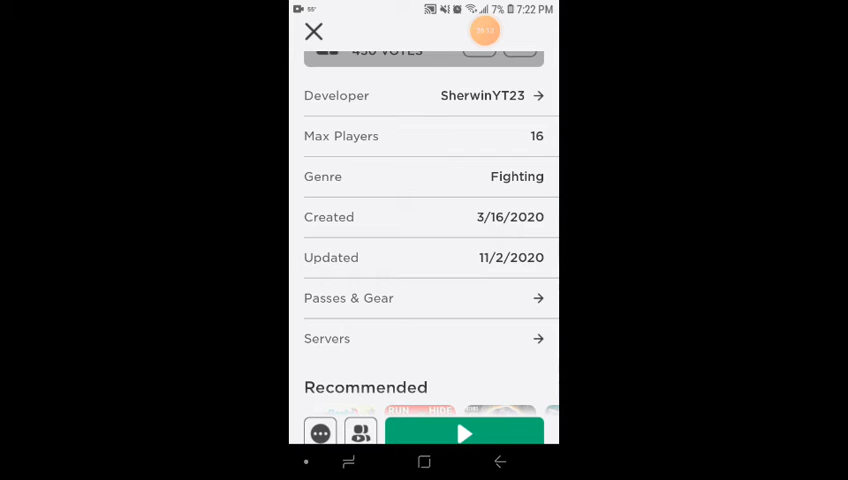 55° 7% 7:22 PM
430 VOTES
Developer SherwinYT23
Max Players 16
Genre Fighting
Created 3/16/2020
Updated 11/2/2020
Passes & Gear
Servers
Recommended
RUN HIDE